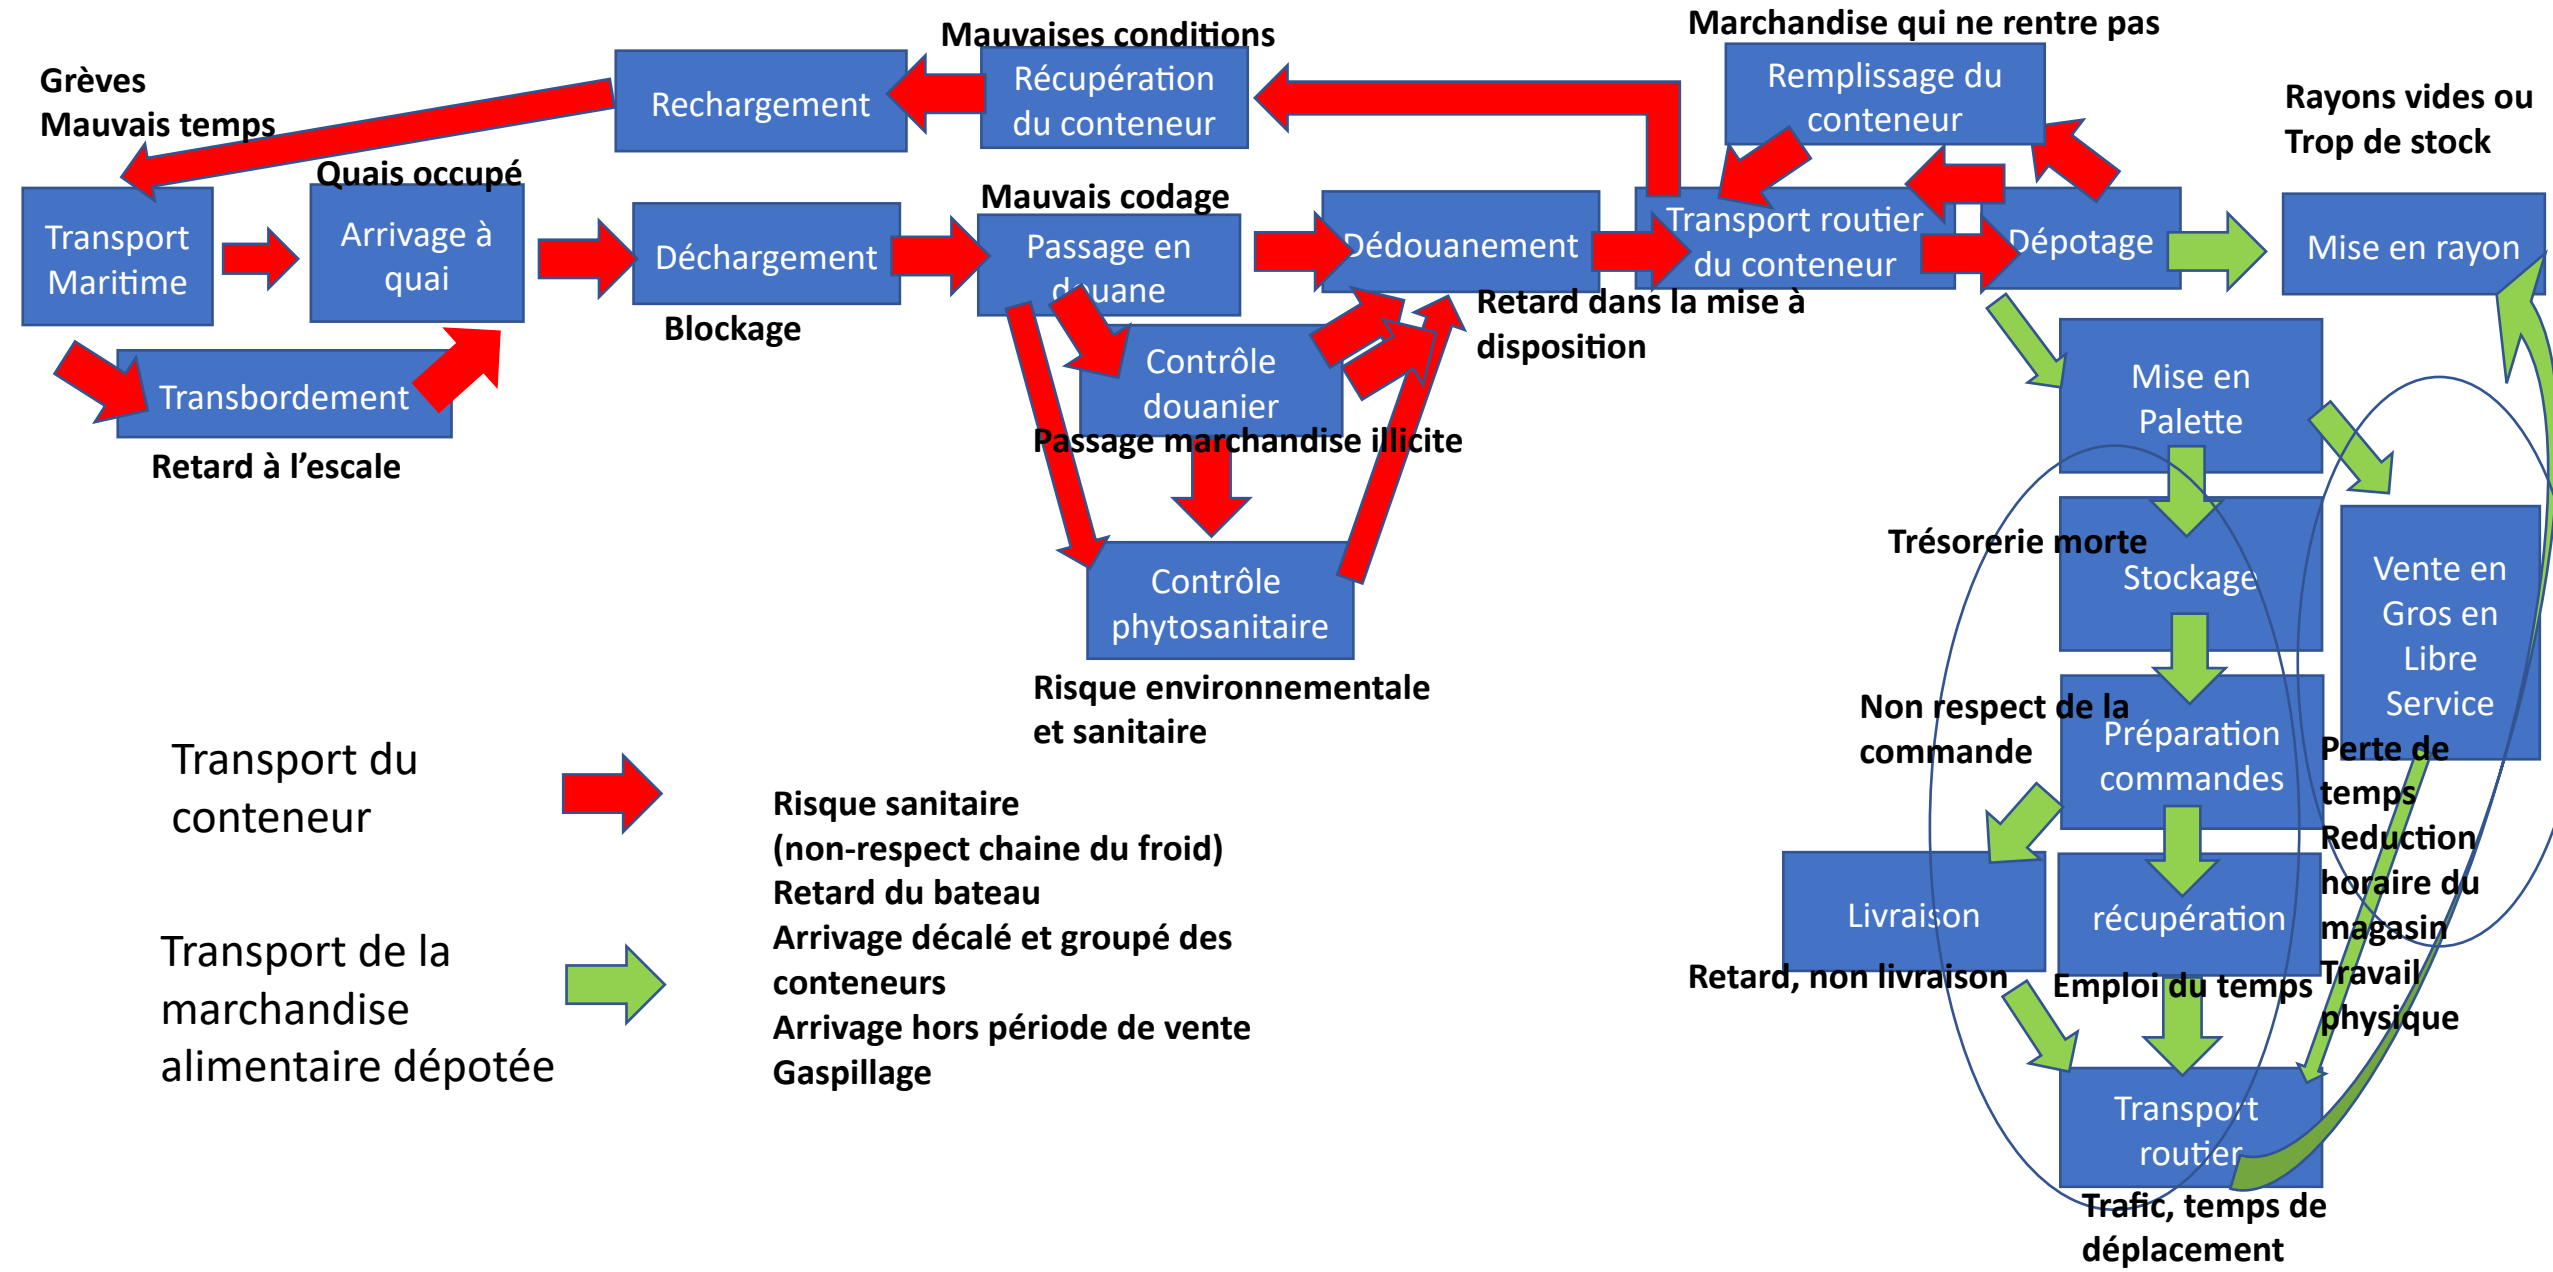 Marchandise qui ne rentre pas
Mauvaises conditions
Grèves
Mauvais temps
Rechargement
Récupération
du conteneur
Remplissage du
conteneur
Rayons vides ou
Trop de stock
Quais occupé
Mauvais codage
Transport
Maritime
Arrivage à
quai
Déchargement
Passage en
douane
Dédouanement
Transport routier
du conteneur
Dépotage
Mise en rayon
Blockage
Retard dans la mise à
disposition
Transbordement
Retard à l’escale
Contrôle
douanier
Passage marchandise illicite
Mise en
Palette
Trésorerie morte
Stockage
Vente en
Gros en
Libre
Service
Contrôle
phytosanitaire
Risque environnementale
et sanitaire
Non respect de la
commande
Préparation
commandes
Perte de
temps
Reduction
horaire du
magasin
Travail
physique
Transport du
conteneur
Risque sanitaire
(non-respect chaine du froid)
Retard du bateau
Arrivage décalé et groupé des
conteneurs
Arrivage hors période de vente
Gaspillage
Livraison
récupération
Retard, non livraison
Emploi du temps
Transport de la
marchandise
alimentaire dépotée
Transport
routier
Trafic, temps de
déplacement